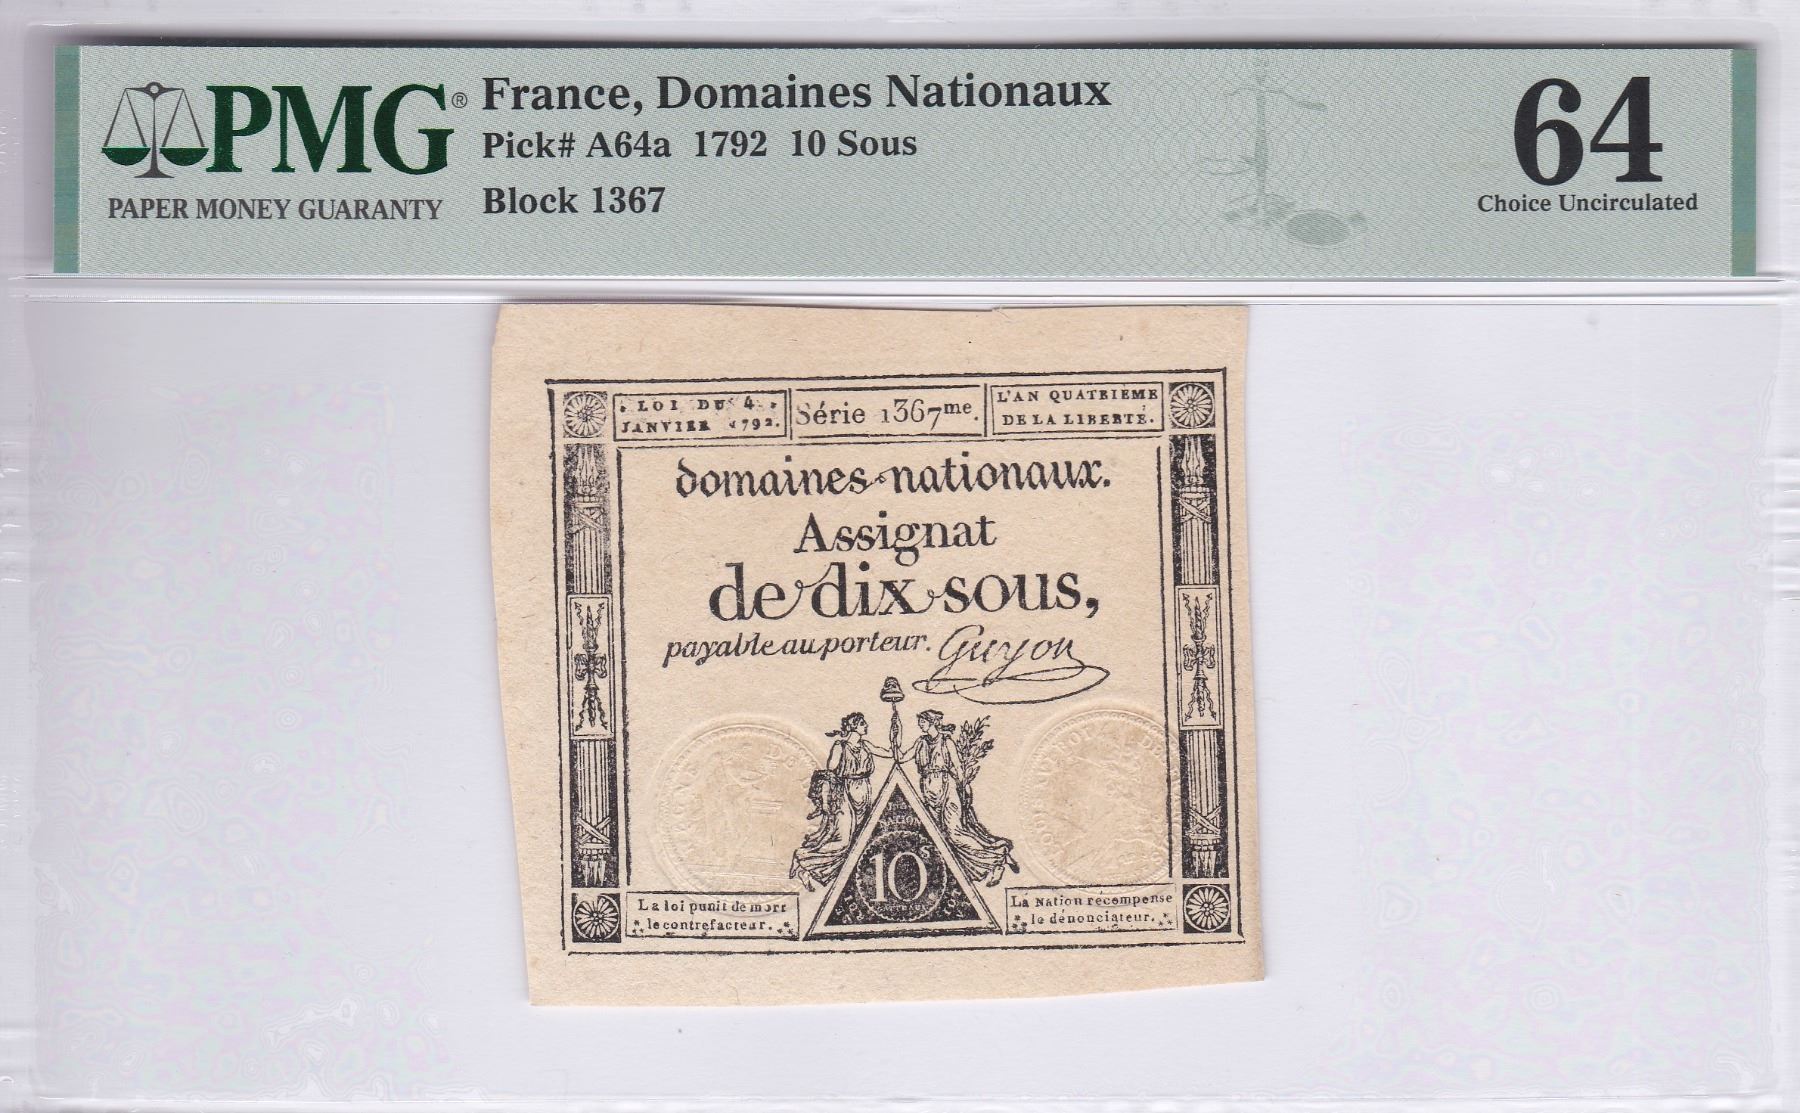 PMG®
PAPER MONEY GUARANTY
France, Domaines Nationaux
Pick# A64a 1792 10 Sous
Block 1367
64
Choice Uncirculated
LOI DU 4.
JANVIER 1792.
Série 1367me.
L'AN QUATRIEME
DE LA LIBERTÉ.
domaines nationaux.
Assignat
de dix sous,
payable au porteur.
Guyon
NATION
10 S
La loi punit de mort
le contrefacteur.
La Nation récompense
le dénonciateur.